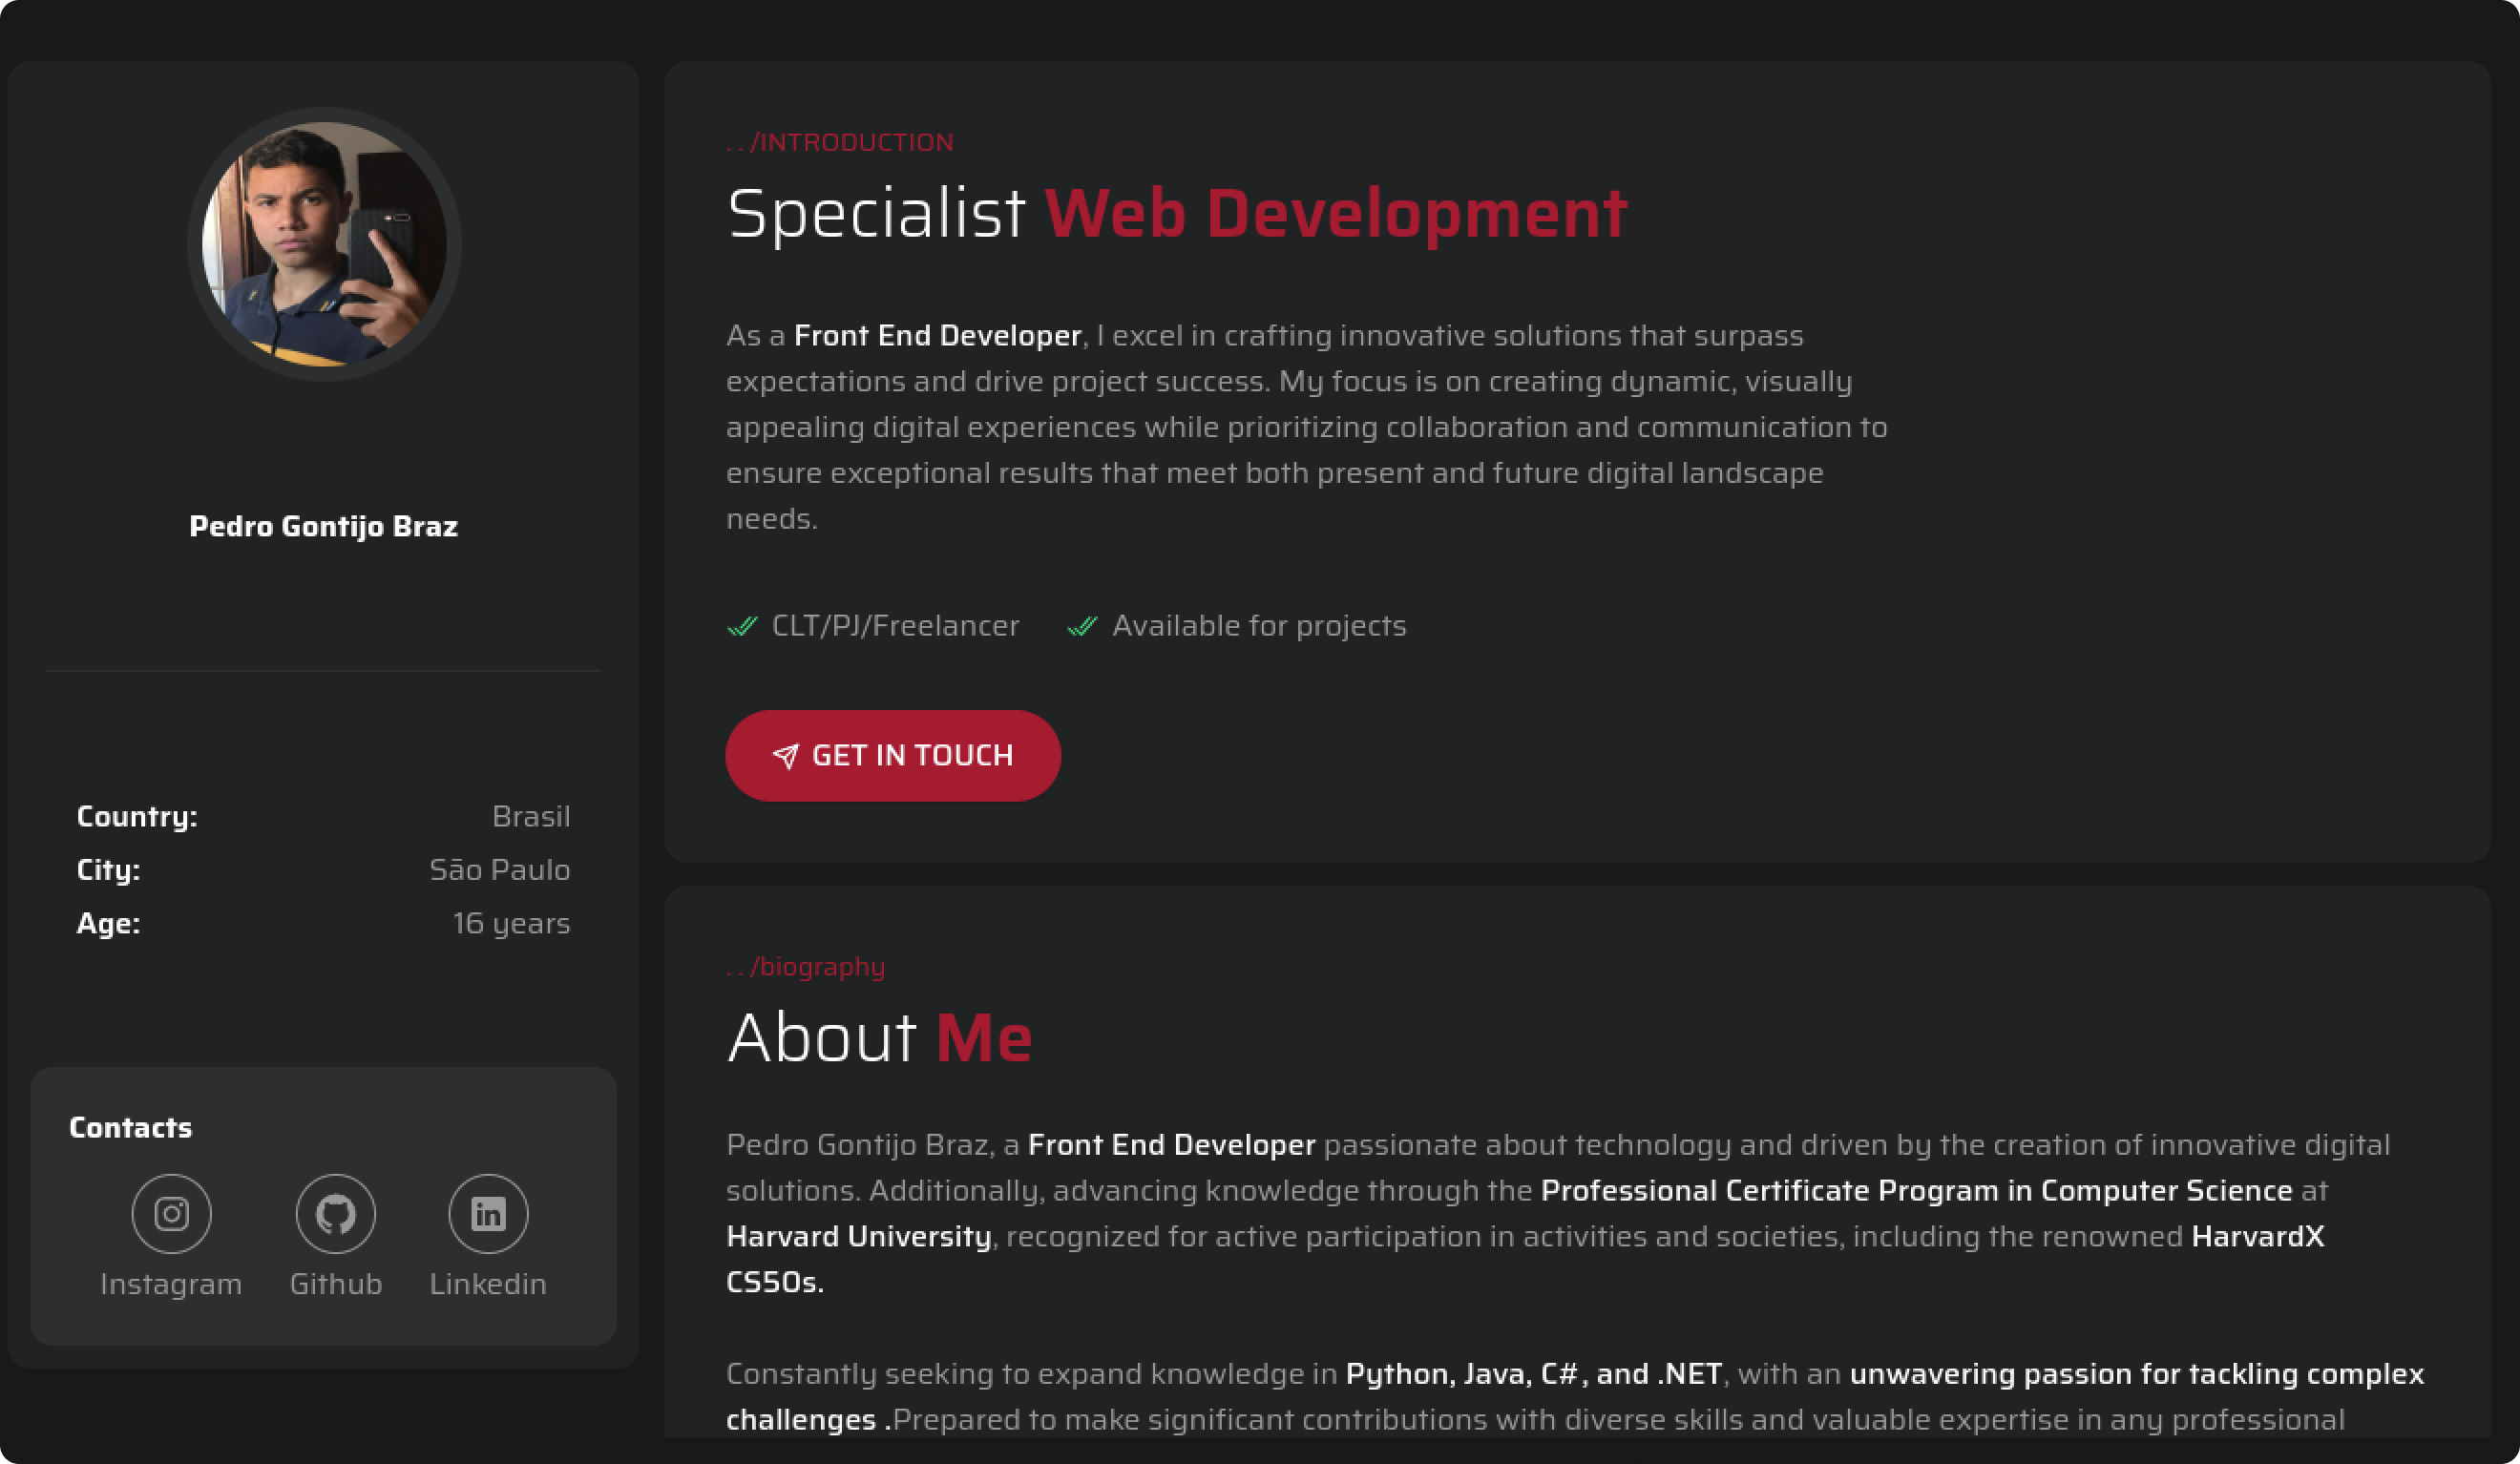 Pedro Gontijo Braz
Country: Brasil
City: São Paulo
Age: 16 years
Contacts
Instagram Github Linkedin
../INTRODUCTION
Specialist Web Development
As a Front End Developer, I excel in crafting innovative solutions that surpass
expectations and drive project success. My focus is on creating dynamic, visually
appealing digital experiences while prioritizing collaboration and communication to
ensure exceptional results that meet both present and future digital landscape
needs.
CLT/PJ/Freelancer Available for projects
GET IN TOUCH
../biography
About Me
Pedro Gontijo Braz, a Front End Developer passionate about technology and driven by the creation of innovative digital
solutions. Additionally, advancing knowledge through the Professional Certificate Program in Computer Science at
Harvard University, recognized for active participation in activities and societies, including the renowned HarvardX
CS50s.
Constantly seeking to expand knowledge in Python, Java, C#, and .NET, with an unwavering passion for tackling complex
challenges .Prepared to make significant contributions with diverse skills and valuable expertise in any professional